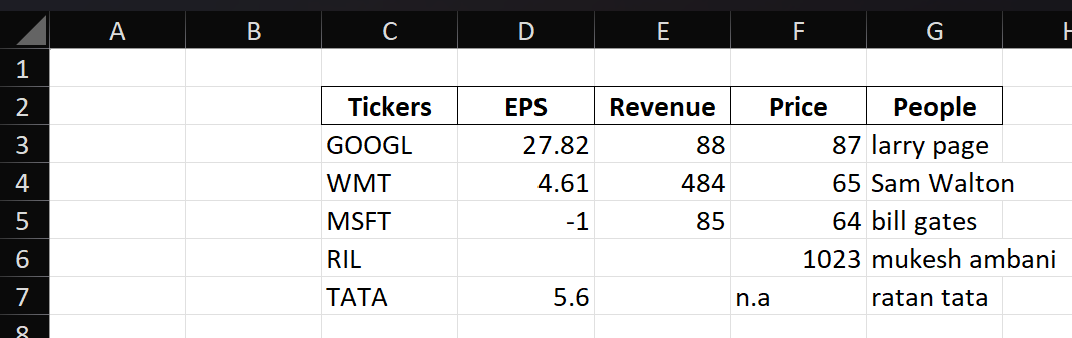 A B C D E F G H
1
2 Tickers EPS Revenue Price People
3 GOOGL 27.82 88 87 larry page
4 WMT 4.61 484 65 Sam Walton
5 MSFT -1 85 64 bill gates
6 RIL 1023 mukesh ambani
7 TATA 5.6 n.a ratan tata
8